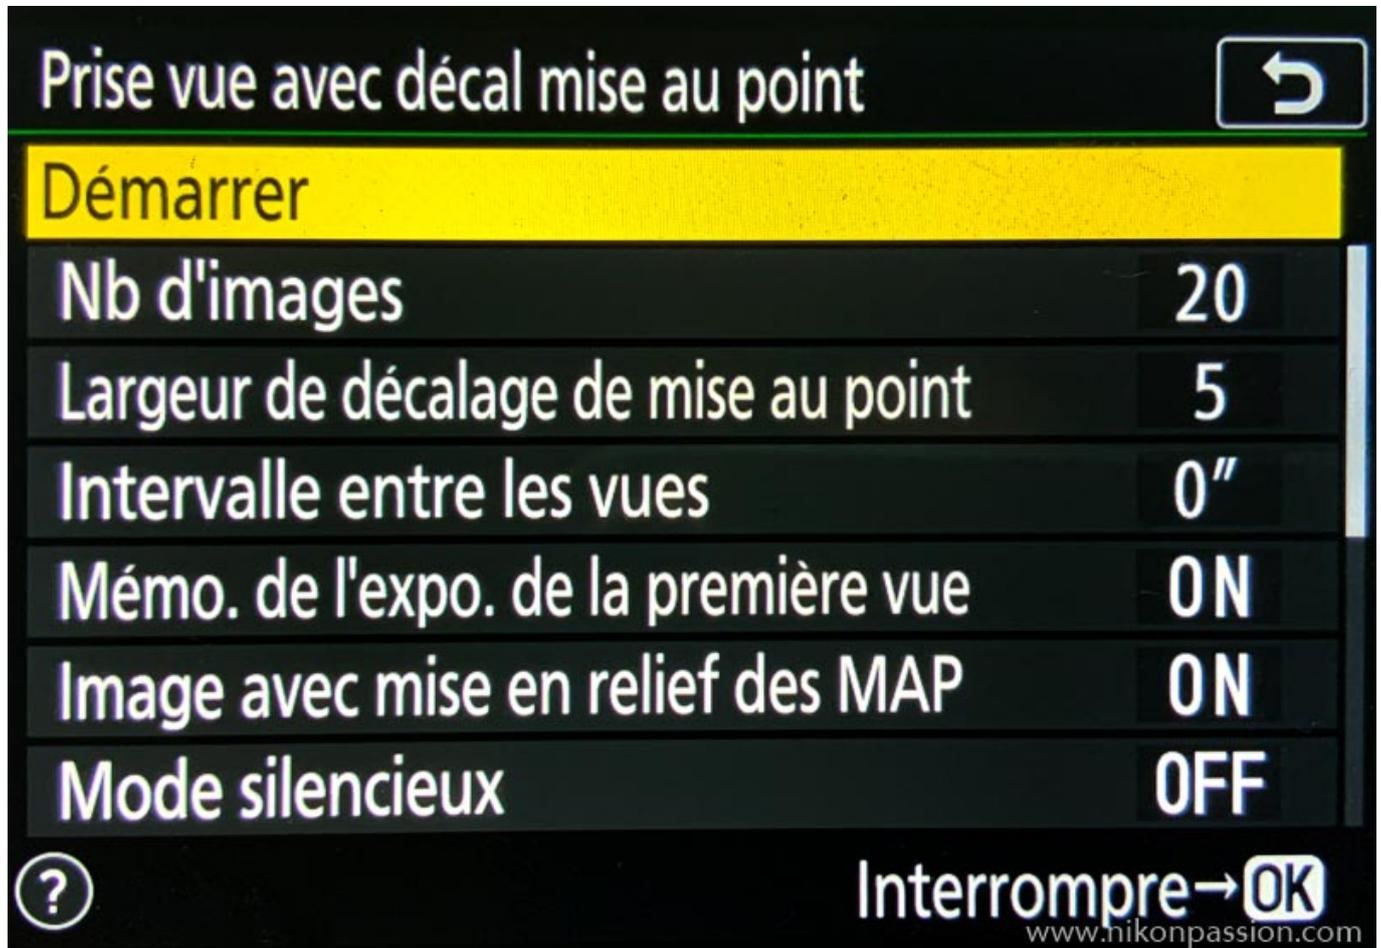 Prise vue avec décal mise au point
Démarrer
Nb d'images 20
Largeur de décalage de mise au point 5
Intervalle entre les vues 0"
Mémo. de l'expo. de la première vue ON
Image avec mise en relief des MAP ON
Mode silencieux OFF
? Interrompre→OK
www.nikonpassion.com